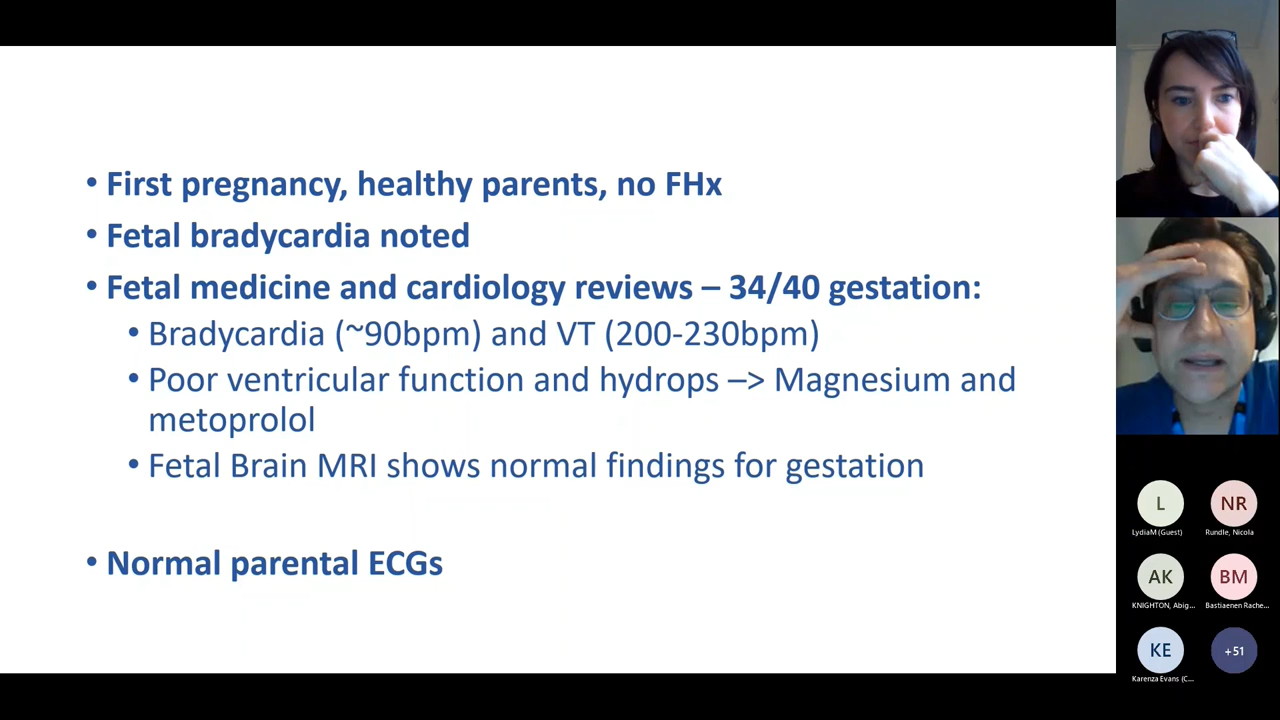 • First pregnancy, healthy parents, no FHx
• Fetal bradycardia noted
• Fetal medicine and cardiology reviews – 34/40 gestation:
• Bradycardia (~90bpm) and VT (200-230bpm)
• Poor ventricular function and hydrops –> Magnesium and
metoprolol
• Fetal Brain MRI shows normal findings for gestation
• Normal parental ECGs
L
NR
LydiaM (Guest)
Rundle, Nicola
AK
BM
KNIGHTON, Abig...
Bastiaenen Rache...
KE
+51
Karenza Evans (C...